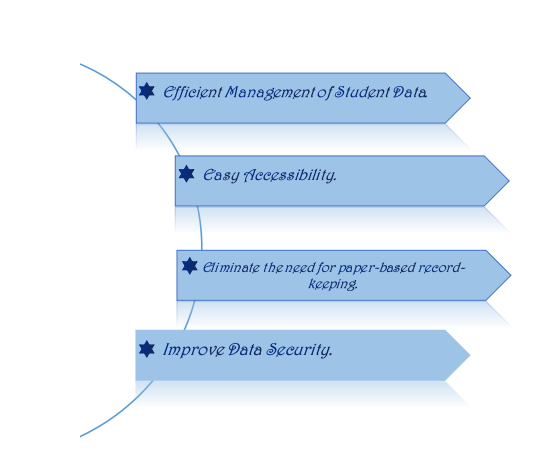 Efficient Management of Student Data.
Easy Accessibility.
Eliminate the need for paper-based record-
keeping.
Improve Data Security.